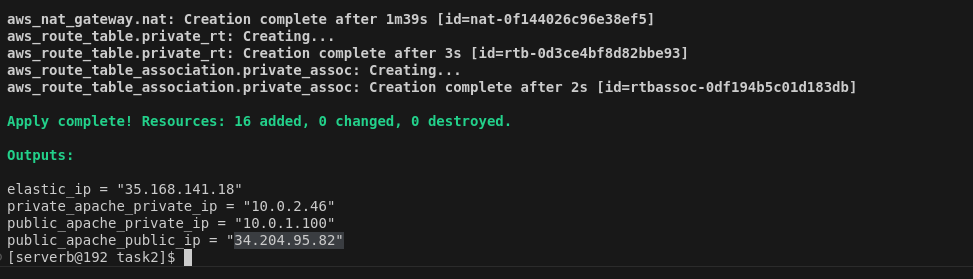 aws_nat_gateway.nat: Creation complete after 1m39s [id=nat-0f144026c96e38ef5]
aws_route_table.private_rt: Creating...
aws_route_table.private_rt: Creation complete after 3s [id=rtb-0d3ce4bf8d82bbe93]
aws_route_table_association.private_assoc: Creating...
aws_route_table_association.private_assoc: Creation complete after 2s [id=rtbassoc-0df194b5c01d183db]
Apply complete! Resources: 16 added, 0 changed, 0 destroyed.
Outputs:
elastic_ip = "35.168.141.18"
private_apache_private_ip = "10.0.2.46"
public_apache_private_ip = "10.0.1.100"
public_apache_public_ip = "34.204.95.82"
[serverb@192 task2]$